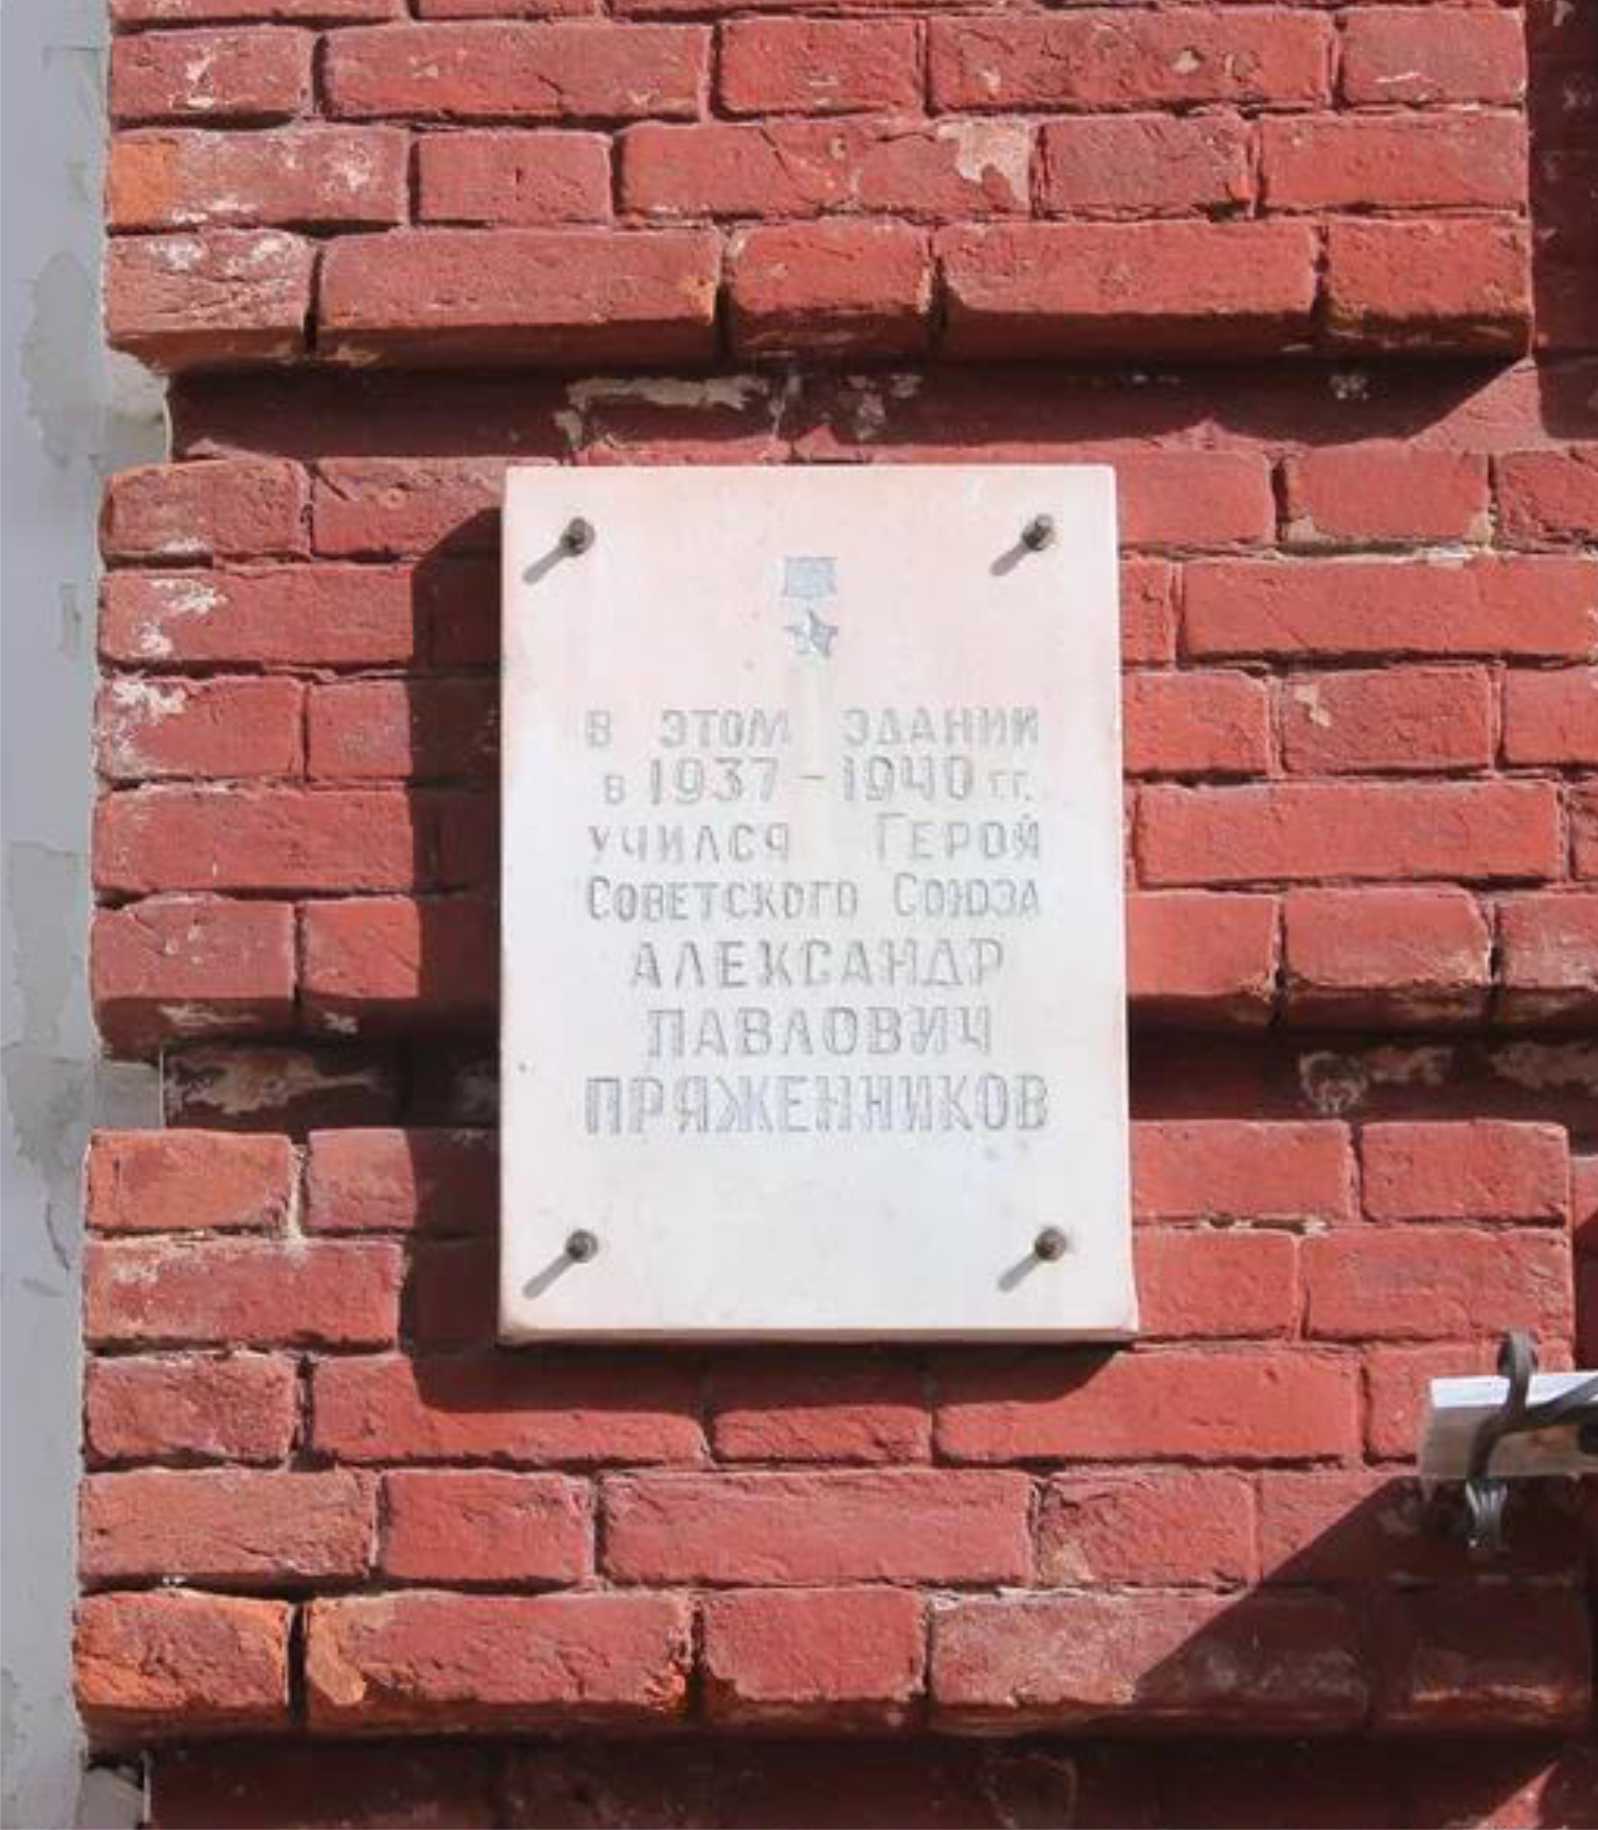 В ЭТОМ ЗДАНИИ
в 1937 – 1940 гг.
УЧИЛСЯ ГЕРОЙ
СОВЕТСКОГО СОЮЗА
АЛЕКСАНДР
ПАВЛОВИЧ
ПРЯЖЕННИКОВ